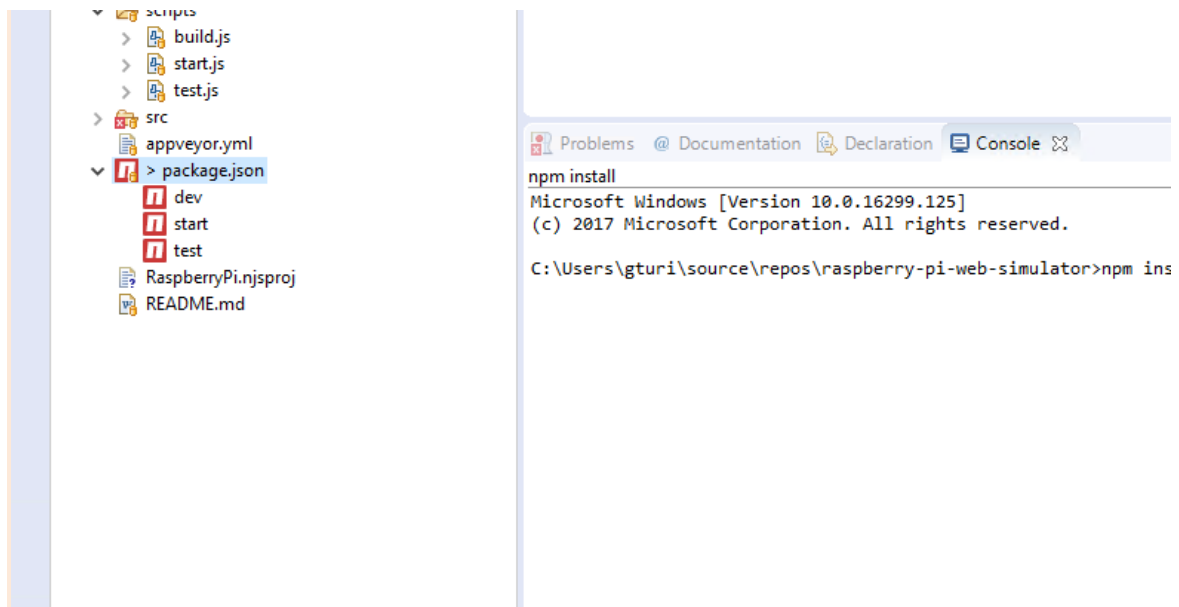 scripts
build.js
start.js
test.js
src
appveyor.yml
> package.json
dev
start
test
RaspberryPi.njsproj
README.md
Problems @ Documentation Declaration Console
npm install
Microsoft Windows [Version 10.0.16299.125]
(c) 2017 Microsoft Corporation. All rights reserved.
C:\Users\gturi\source\repos\raspberry-pi-web-simulator>npm ins